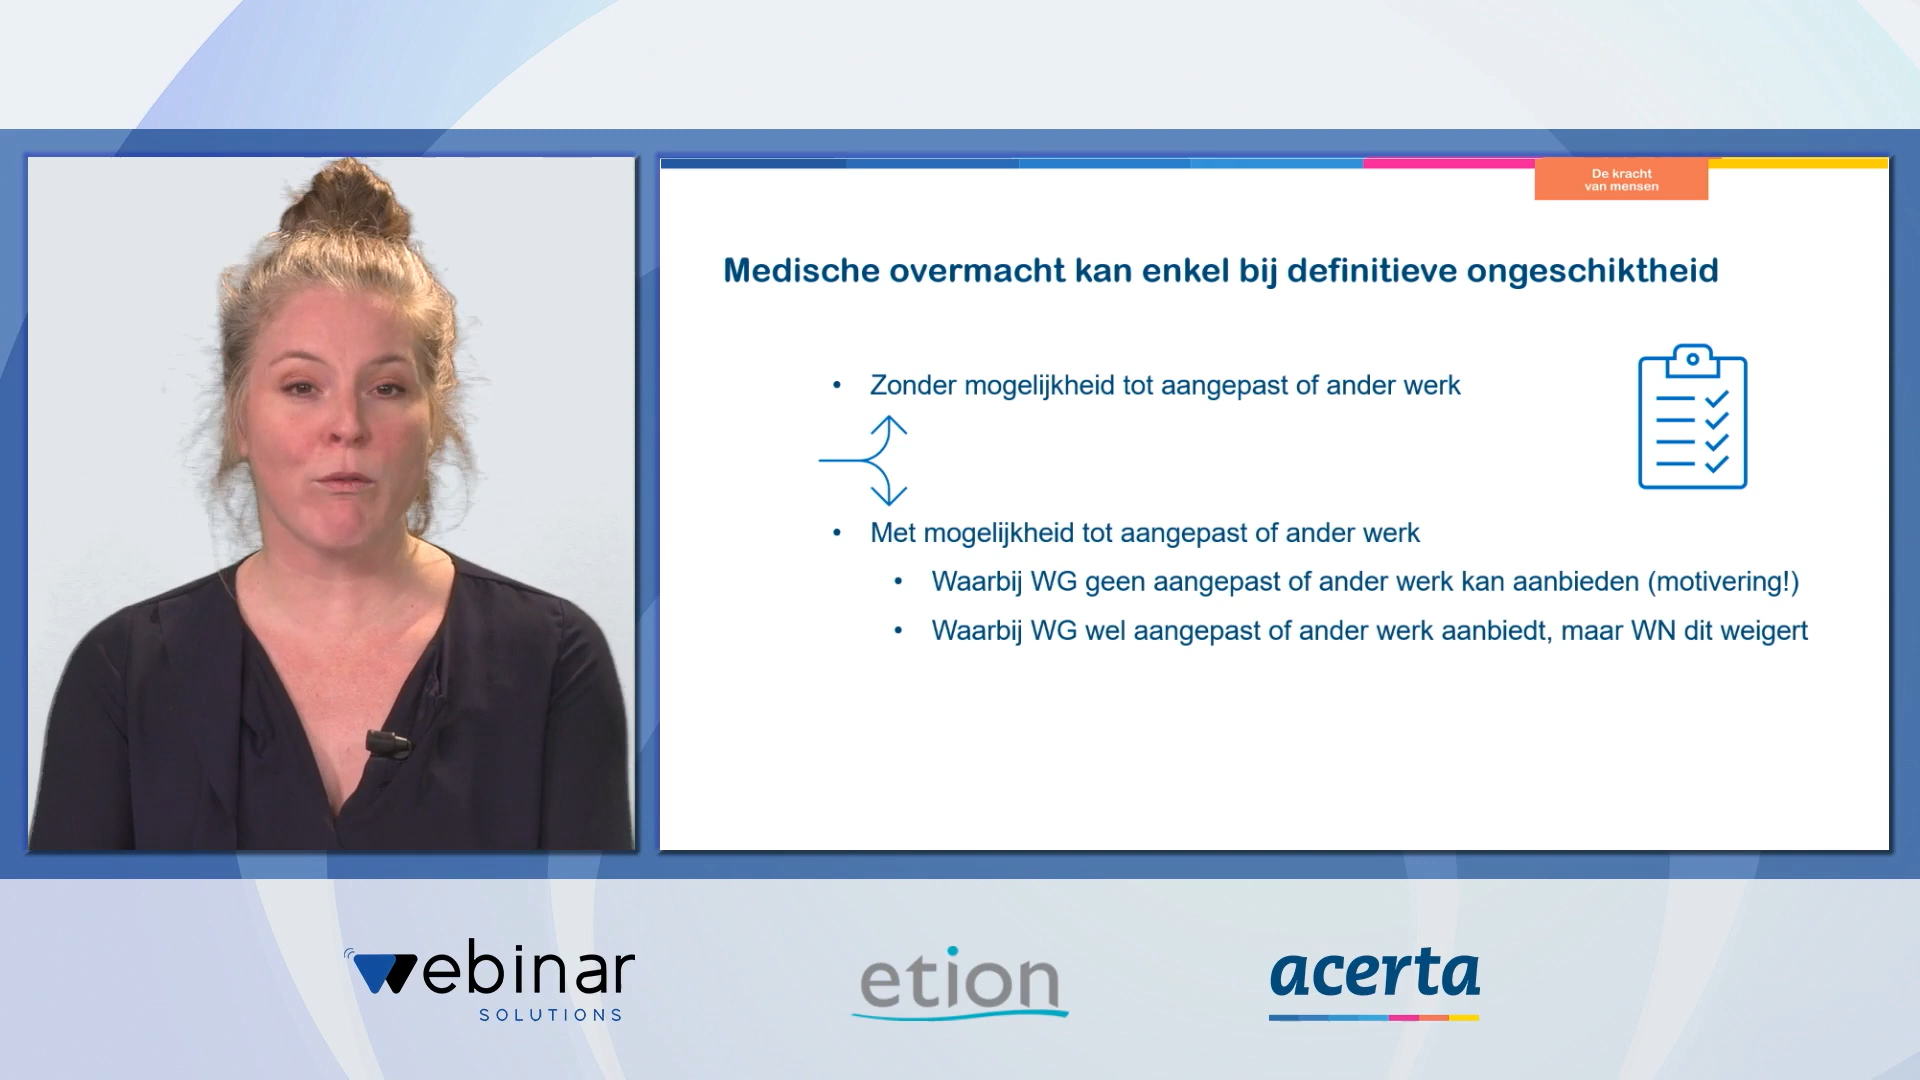 De kracht
van mensen
Medische overmacht kan enkel bij definitieve ongeschiktheid
• Zonder mogelijkheid tot aangepast of ander werk
• Met mogelijkheid tot aangepast of ander werk
• Waarbij WG geen aangepast of ander werk kan aanbieden (motivering!)
• Waarbij WG wel aangepast of ander werk aanbiedt, maar WN dit weigert
webinar
SOLUTIONS
etion
acerta